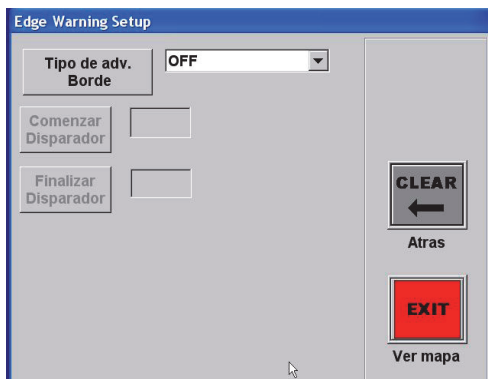 Edge Warning Setup
Tipo de adv.
Borde
OFF
Comenzar
Disparador
Finalizar
Disparador
CLEAR
Atras
EXIT
Ver mapa